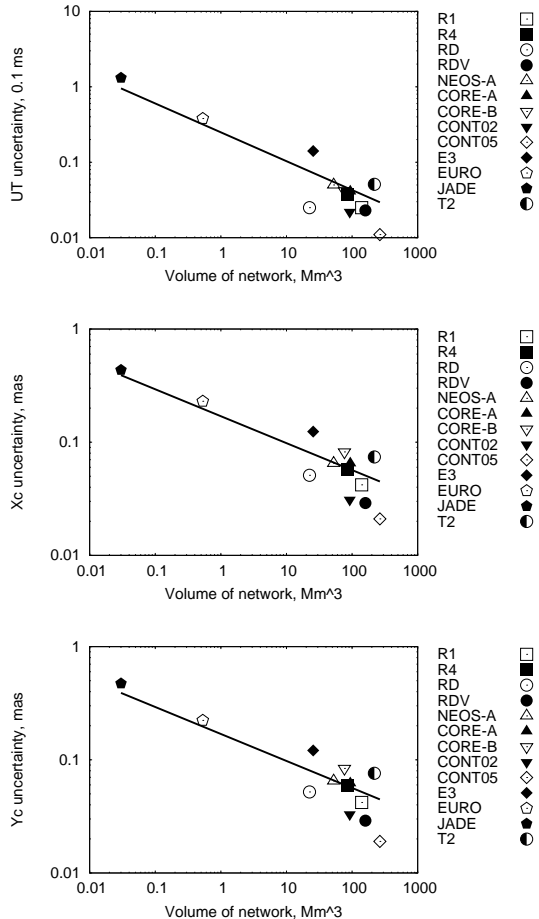 UT uncertainty, 0.1 ms
10
1
0.1
0.01
0.01 0.1 1 10 100 1000
Volume of network, Mm^3
R1
R4
RD
RDV
NEOS-A
CORE-A
CORE-B
CONT02
CONT05
E3
EURO
JADE
T2
Xc uncertainty, mas
1
0.1
0.01
0.01 0.1 1 10 100 1000
Volume of network, Mm^3
R1
R4
RD
RDV
NEOS-A
CORE-A
CORE-B
CONT02
CONT05
E3
EURO
JADE
T2
Yc uncertainty, mas
1
0.1
0.01
0.01 0.1 1 10 100 1000
Volume of network, Mm^3
R1
R4
RD
RDV
NEOS-A
CORE-A
CORE-B
CONT02
CONT05
E3
EURO
JADE
T2